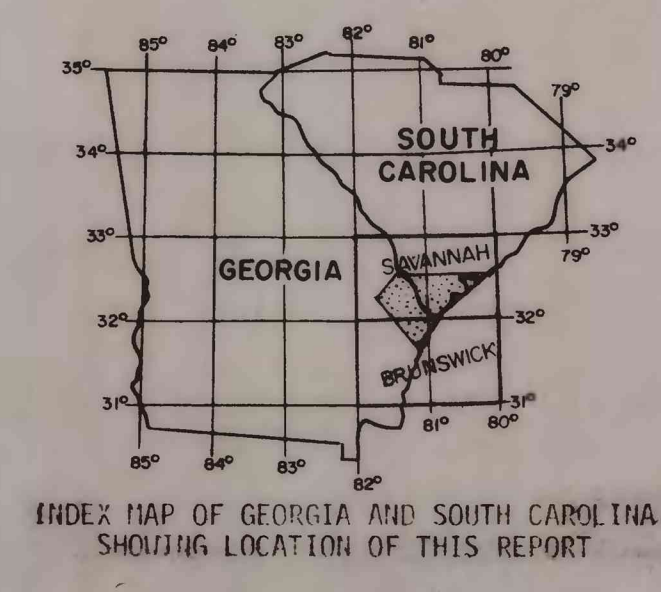 85° 84° 83° 82° 81° 80°
35°
79°
34° SOUTH 34°
CAROLINA
33° 33°
SAVANNAH 79°
GEORGIA
32° 32°
BRUNSWICK
31° 31°
81° 80°
85° 84° 83°
82°
INDEX MAP OF GEORGIA AND SOUTH CAROLINA
SHOWING LOCATION OF THIS REPORT